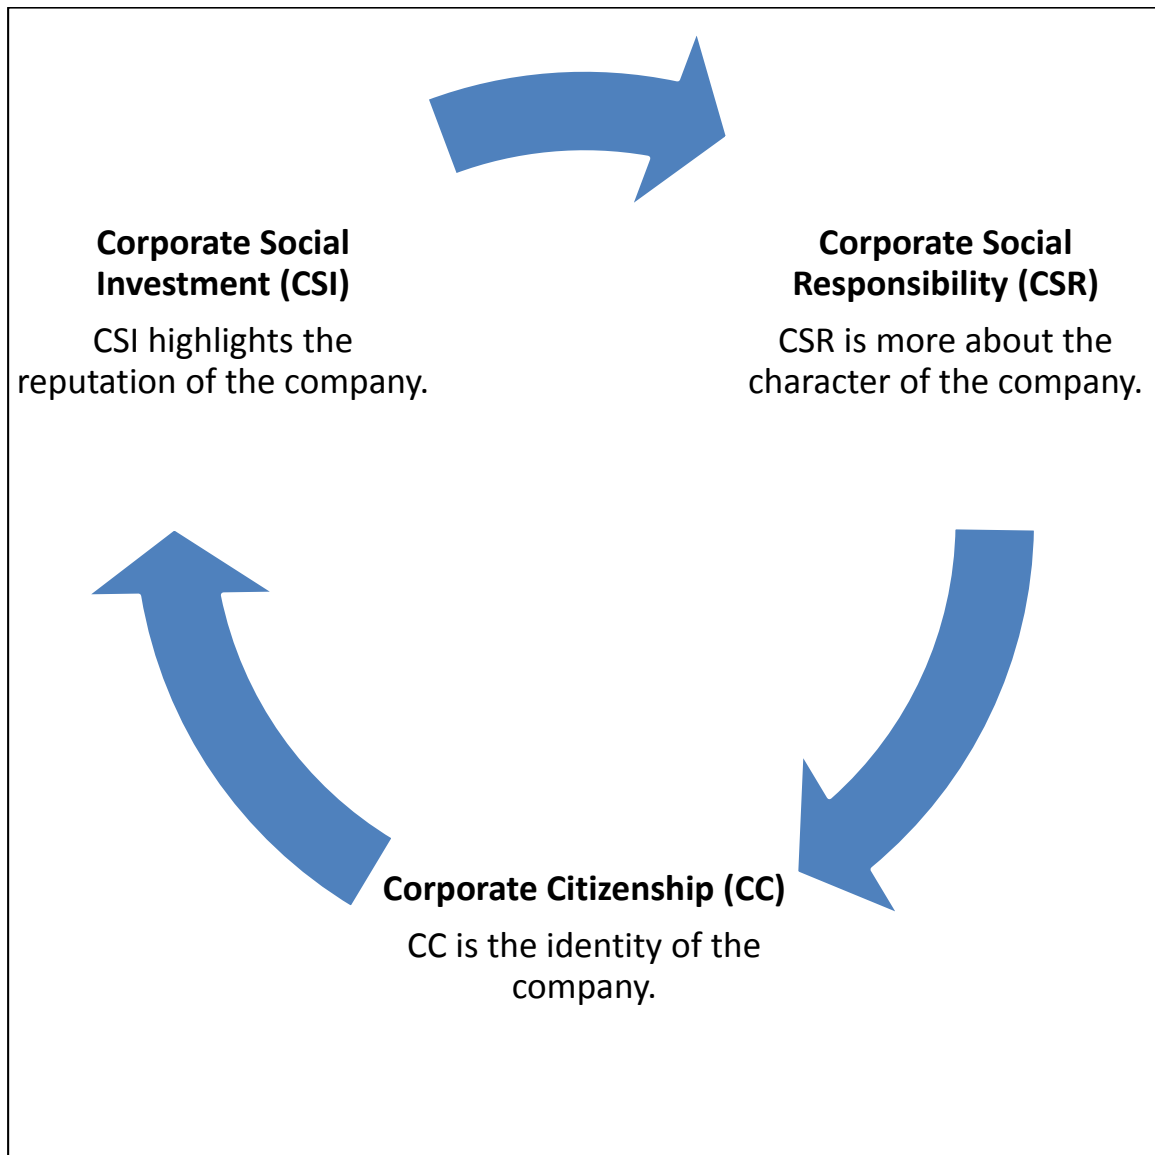 Corporate Social
Investment (CSI)
CSI highlights the
reputation of the company.
Corporate Social
Responsibility (CSR)
CSR is more about the
character of the company.
Corporate Citizenship (CC)
CC is the identity of the
company.